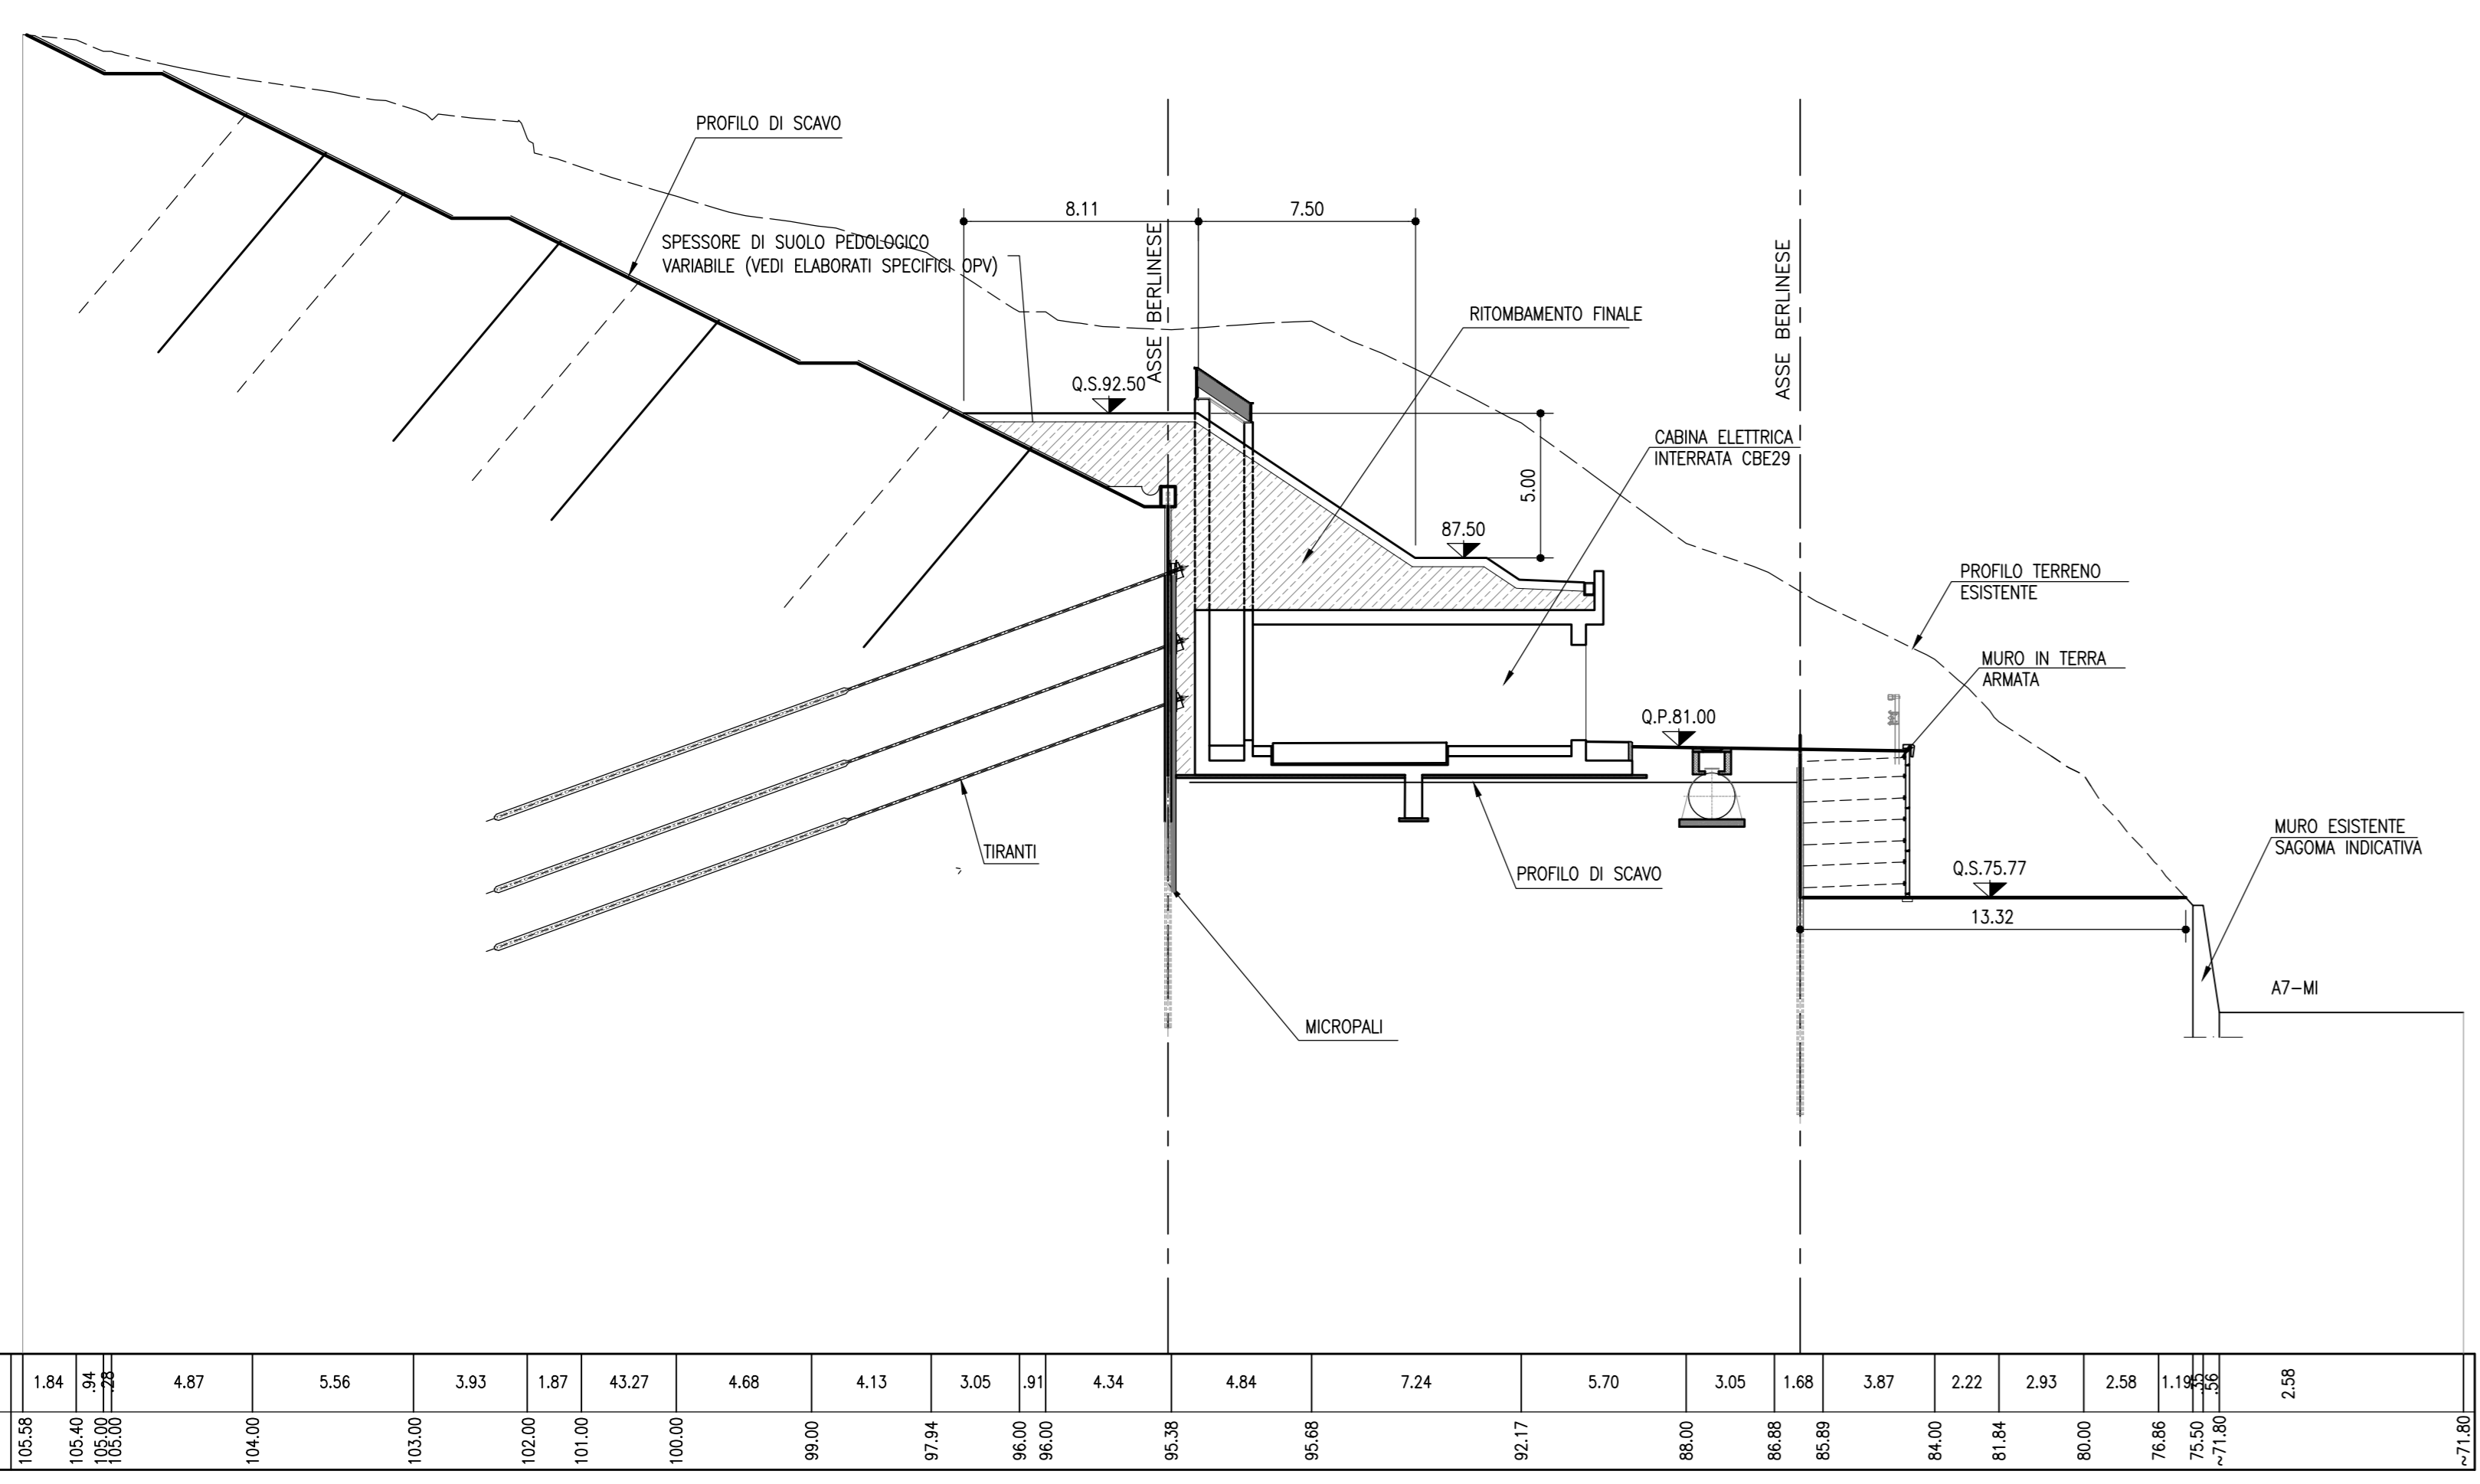 PROFILO DI SCAVO
8.11
7.50
SPESSORE DI SUOLO PEDOLOGICO
VARIABILE (VEDI ELABORATI SPECIFICI OPV)
ASSE BERLINESE
ASSE BERLINESE
RITOMBAMENTO FINALE
Q.S.92.50
CABINA ELETTRICA
INTERRATA CBE29
5.00
87.50
PROFILO TERRENO
ESISTENTE
MURO IN TERRA
ARMATA
Q.P.81.00
MURO ESISTENTE
SAGOMA INDICATIVA
TIRANTI
PROFILO DI SCAVO
Q.S.75.77
13.32
A7-MI
MICROPALI
1.84 .94 .28 4.87 5.56 3.93 1.87 43.27 4.68 4.13 3.05 .91 4.34 4.84 7.24 5.70 3.05 1.68 3.87 2.22 2.93 2.58 1.19 .35 .56 2.58
105.58 105.40 105.00 105.00 104.00 103.00 102.00 101.00 100.00 99.00 97.94 96.00 96.00 95.38 95.68 92.17 88.00 86.88 85.89 84.00 81.84 80.00 76.86 75.50 ~71.80 ~71.80